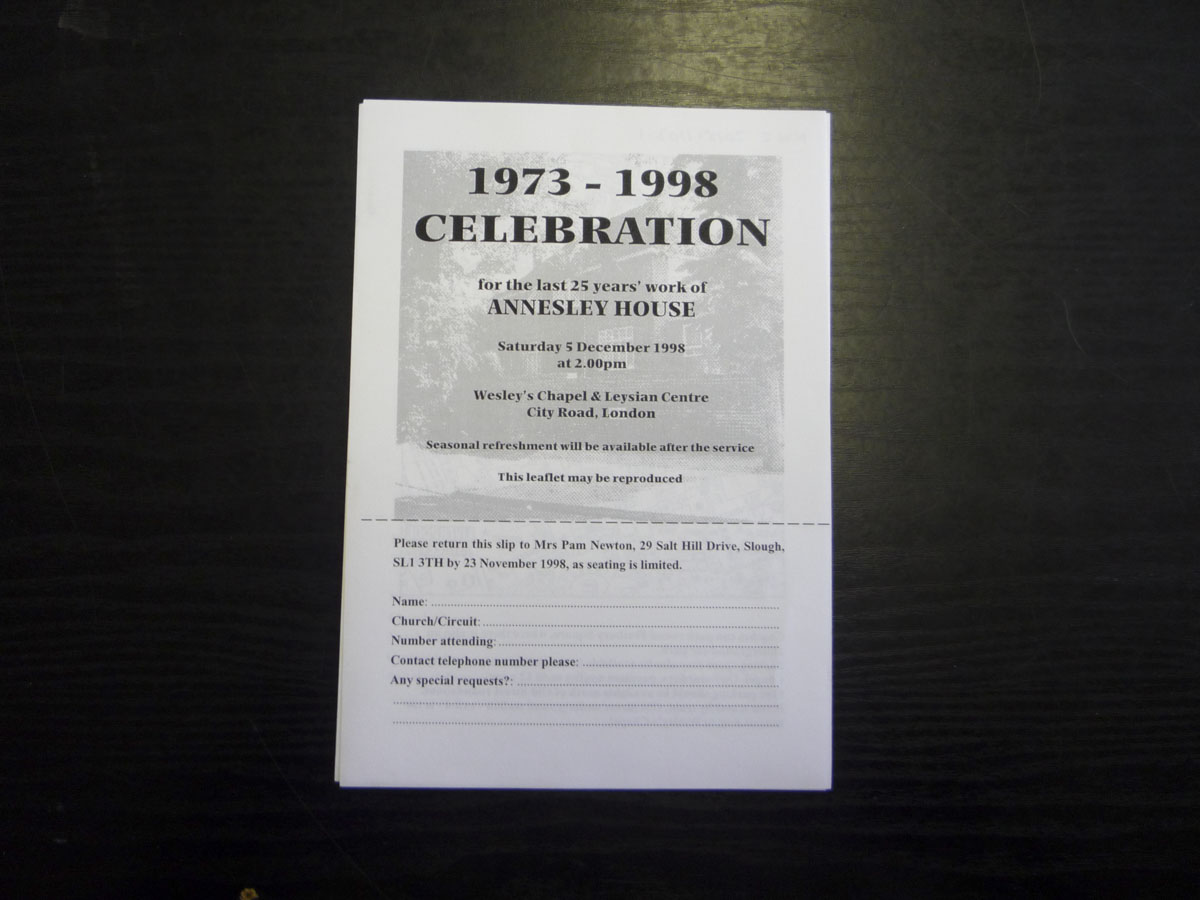 1973 - 1998
CELEBRATION
for the last 25 years' work of
ANNESLEY HOUSE
Saturday 5 December 1998
at 2.00pm
Wesley's Chapel & Leysian Centre
City Road, London
Seasonal refreshment will be available after the service
This leaflet may be reproduced
Please return this slip to Mrs Pam Newton, 29 Salt Hill Drive, Slough,
SL1 3TH by 23 November 1998, as seating is limited.
Name:
Church/Circuit:
Number attending:
Contact telephone number please:
Any special requests?: